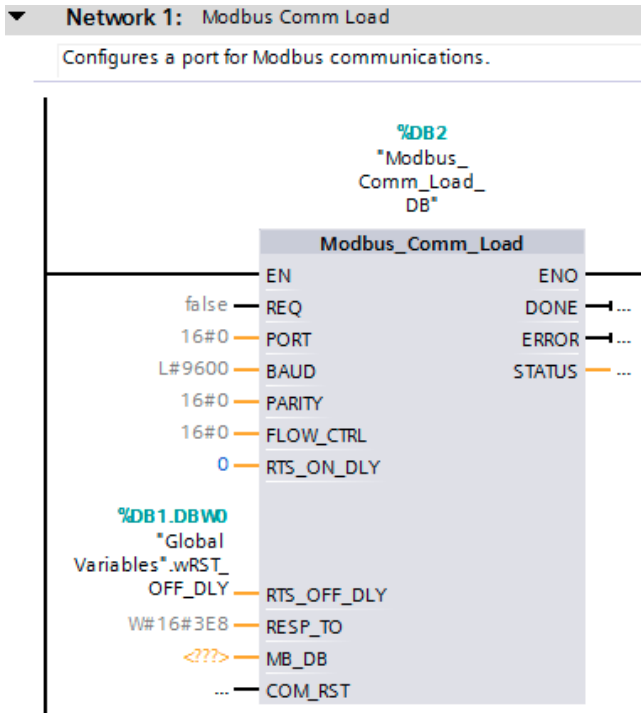 Network 1: Modbus Comm Load
Configures a port for Modbus communications.
%DB2
"Modbus_
Comm_Load_
DB"
Modbus_Comm_Load
EN ENO
false REQ DONE ...
16#0 PORT ERROR ...
L#9600 BAUD STATUS ...
16#0 PARITY
16#0 FLOW_CTRL
0 RTS_ON_DLY
%DB1.DBW0
"Global
Variables".wRST_
OFF_DLY RTS_OFF_DLY
W#16#3E8 RESP_TO
<???> MB_DB
... COM_RST